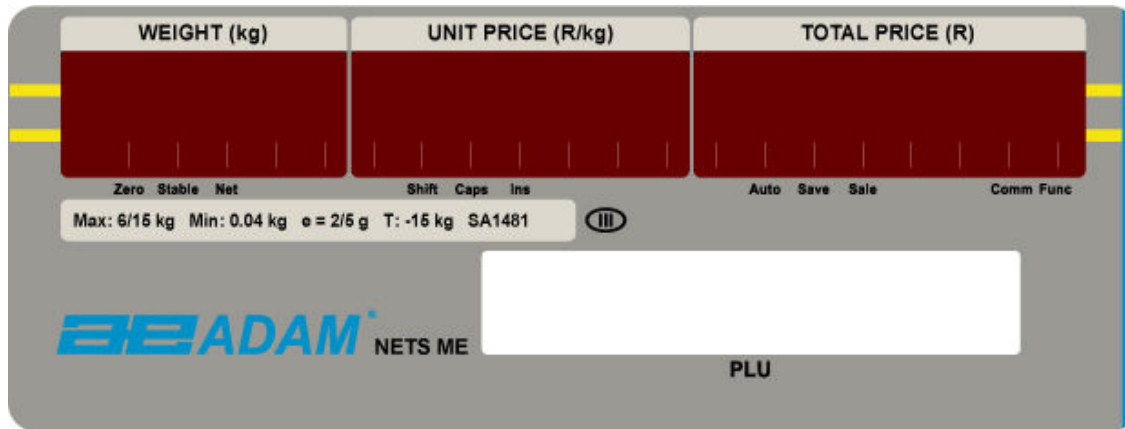 WEIGHT (kg) UNIT PRICE (R/kg) TOTAL PRICE (R)
Zero Stable Net Shift Caps Ins Auto Save Sale Comm Func
Max: 6/15 kg Min: 0.04 kg e = 2/5 g T: -15 kg SA1481 III
ae ADAM® NETS ME
PLU